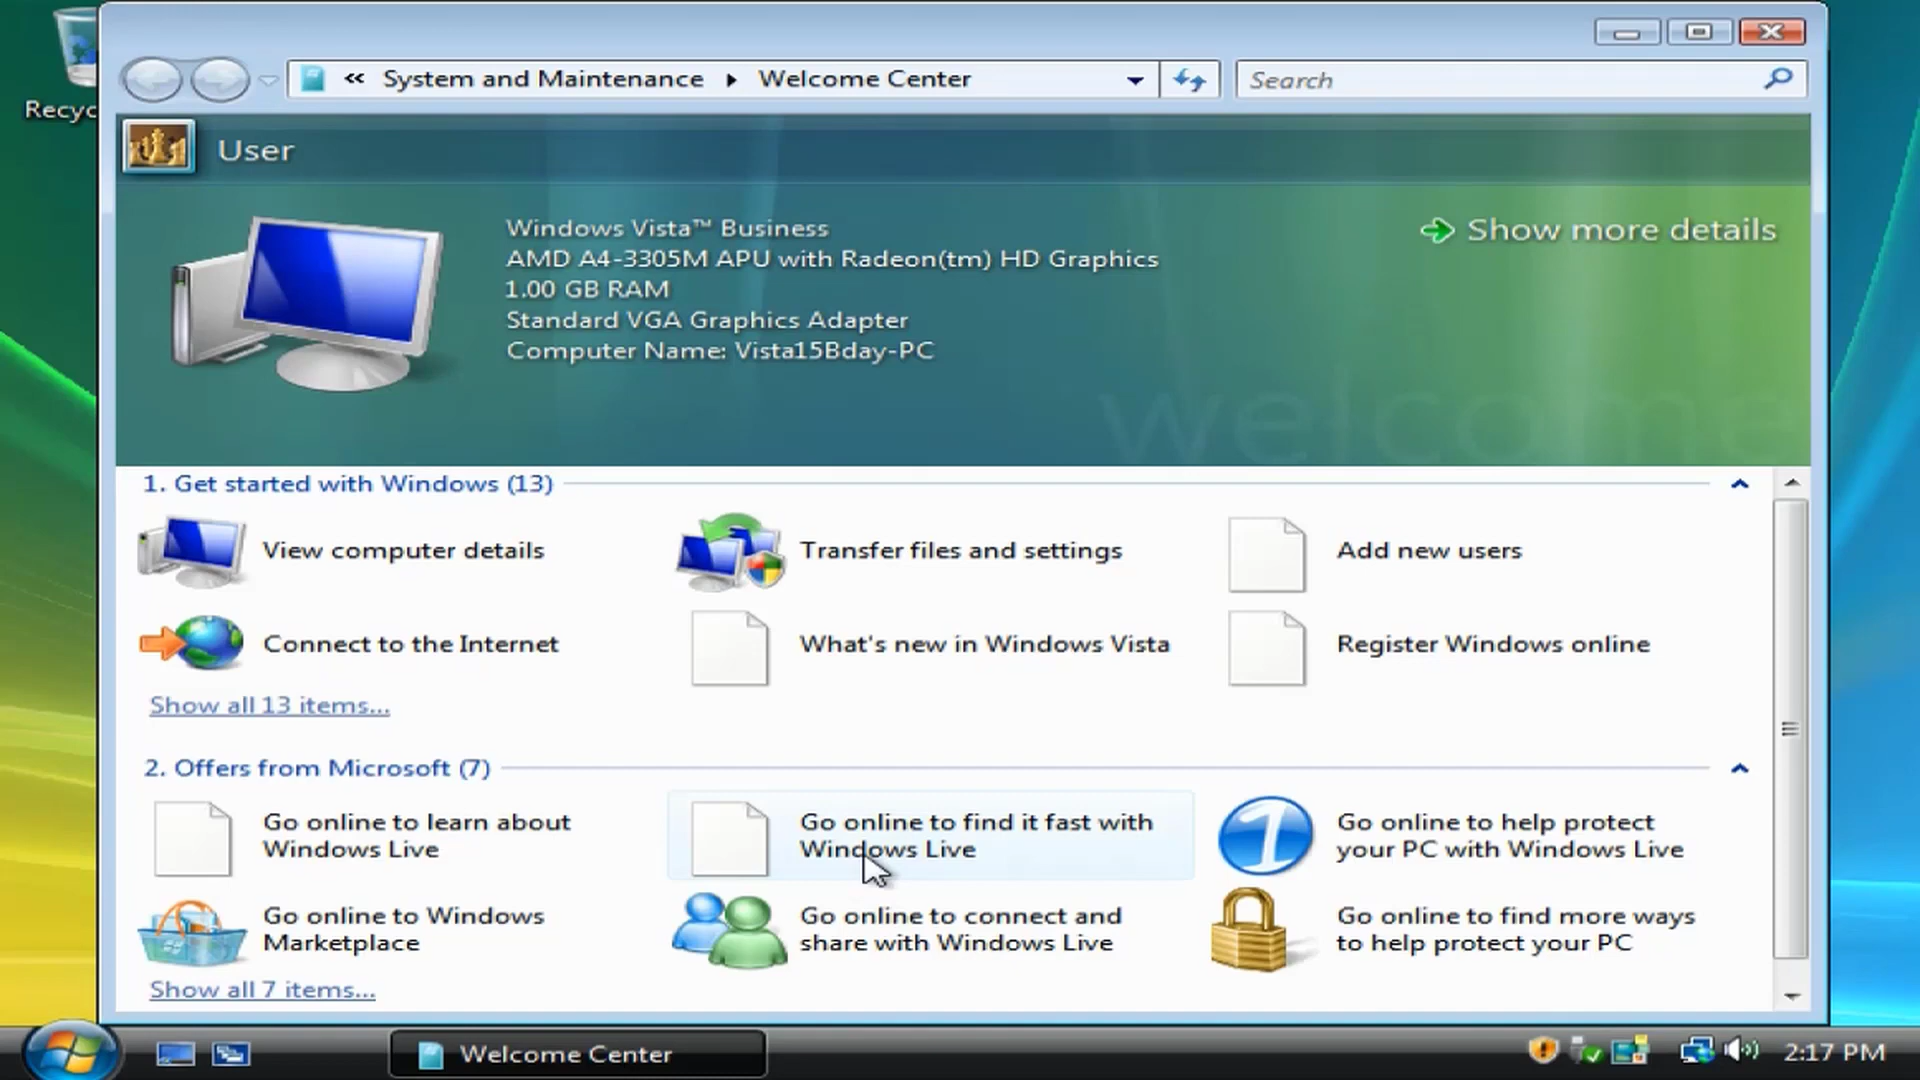 Recyc
« System and Maintenance ▸ Welcome Center
Search
User
Windows Vista™ Business
AMD A4-3305M APU with Radeon(tm) HD Graphics
1.00 GB RAM
Standard VGA Graphics Adapter
Computer Name: Vista15Bday-PC
Show more details
welcome
1. Get started with Windows (13)
View computer details
Transfer files and settings
Add new users
Connect to the Internet
What's new in Windows Vista
Register Windows online
Show all 13 items...
2. Offers from Microsoft (7)
Go online to learn about
Windows Live
Go online to find it fast with
Windows Live
Go online to help protect
your PC with Windows Live
Go online to Windows
Marketplace
Go online to connect and
share with Windows Live
Go online to find more ways
to help protect your PC
Show all 7 items...
Welcome Center
2:17 PM